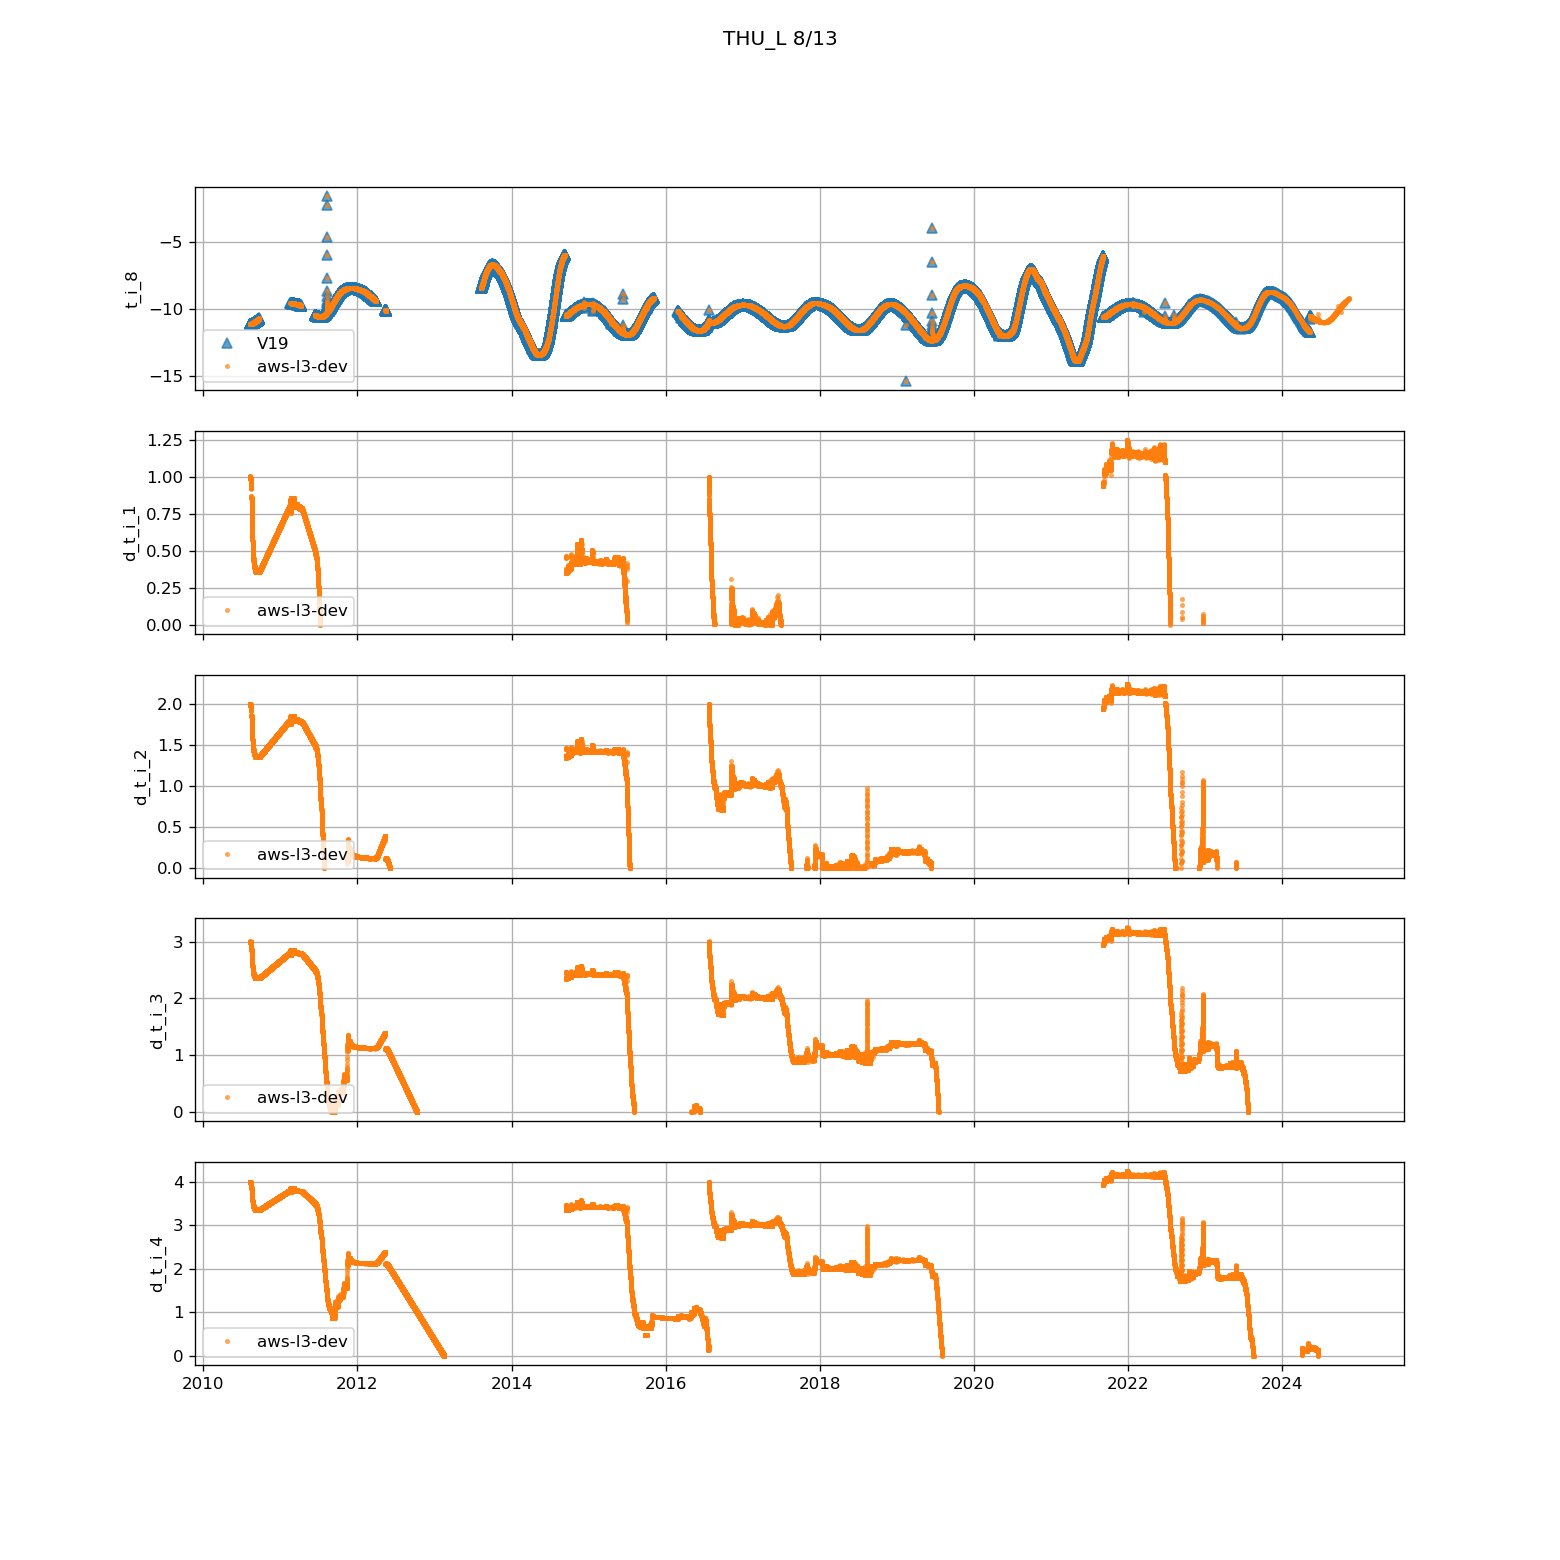 THU_L 8/13
t_i_8
−5
−10
−15
V19
aws-l3-dev
d_t_i_1
1.25
1.00
0.75
0.50
0.25
0.00
aws-l3-dev
d_t_i_2
2.0
1.5
1.0
0.5
0.0
aws-l3-dev
d_t_i_3
3
2
1
0
aws-l3-dev
d_t_i_4
4
3
2
1
0
aws-l3-dev
2010 2012 2014 2016 2018 2020 2022 2024